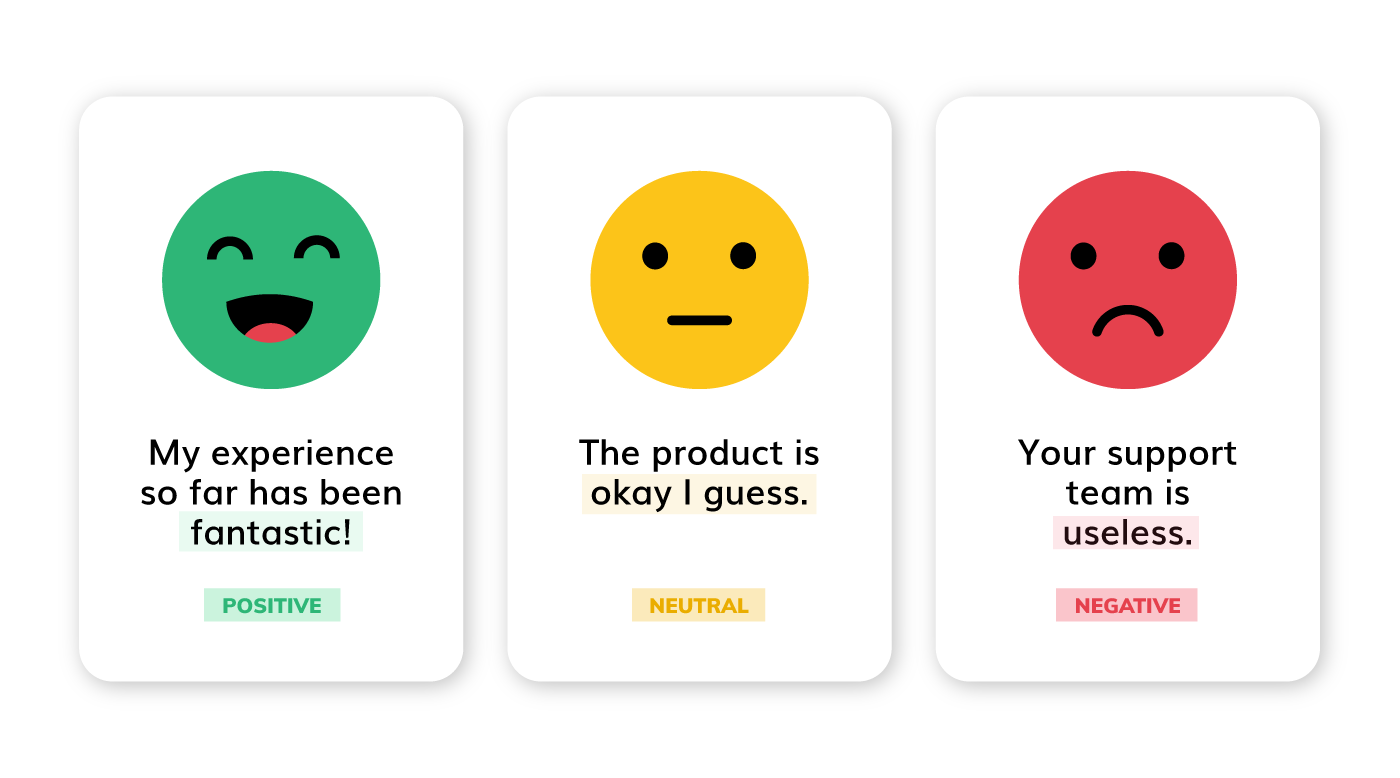 My experience
so far has been
fantastic!
POSITIVE
The product is
okay I guess.
NEUTRAL
Your support
team is
useless.
NEGATIVE